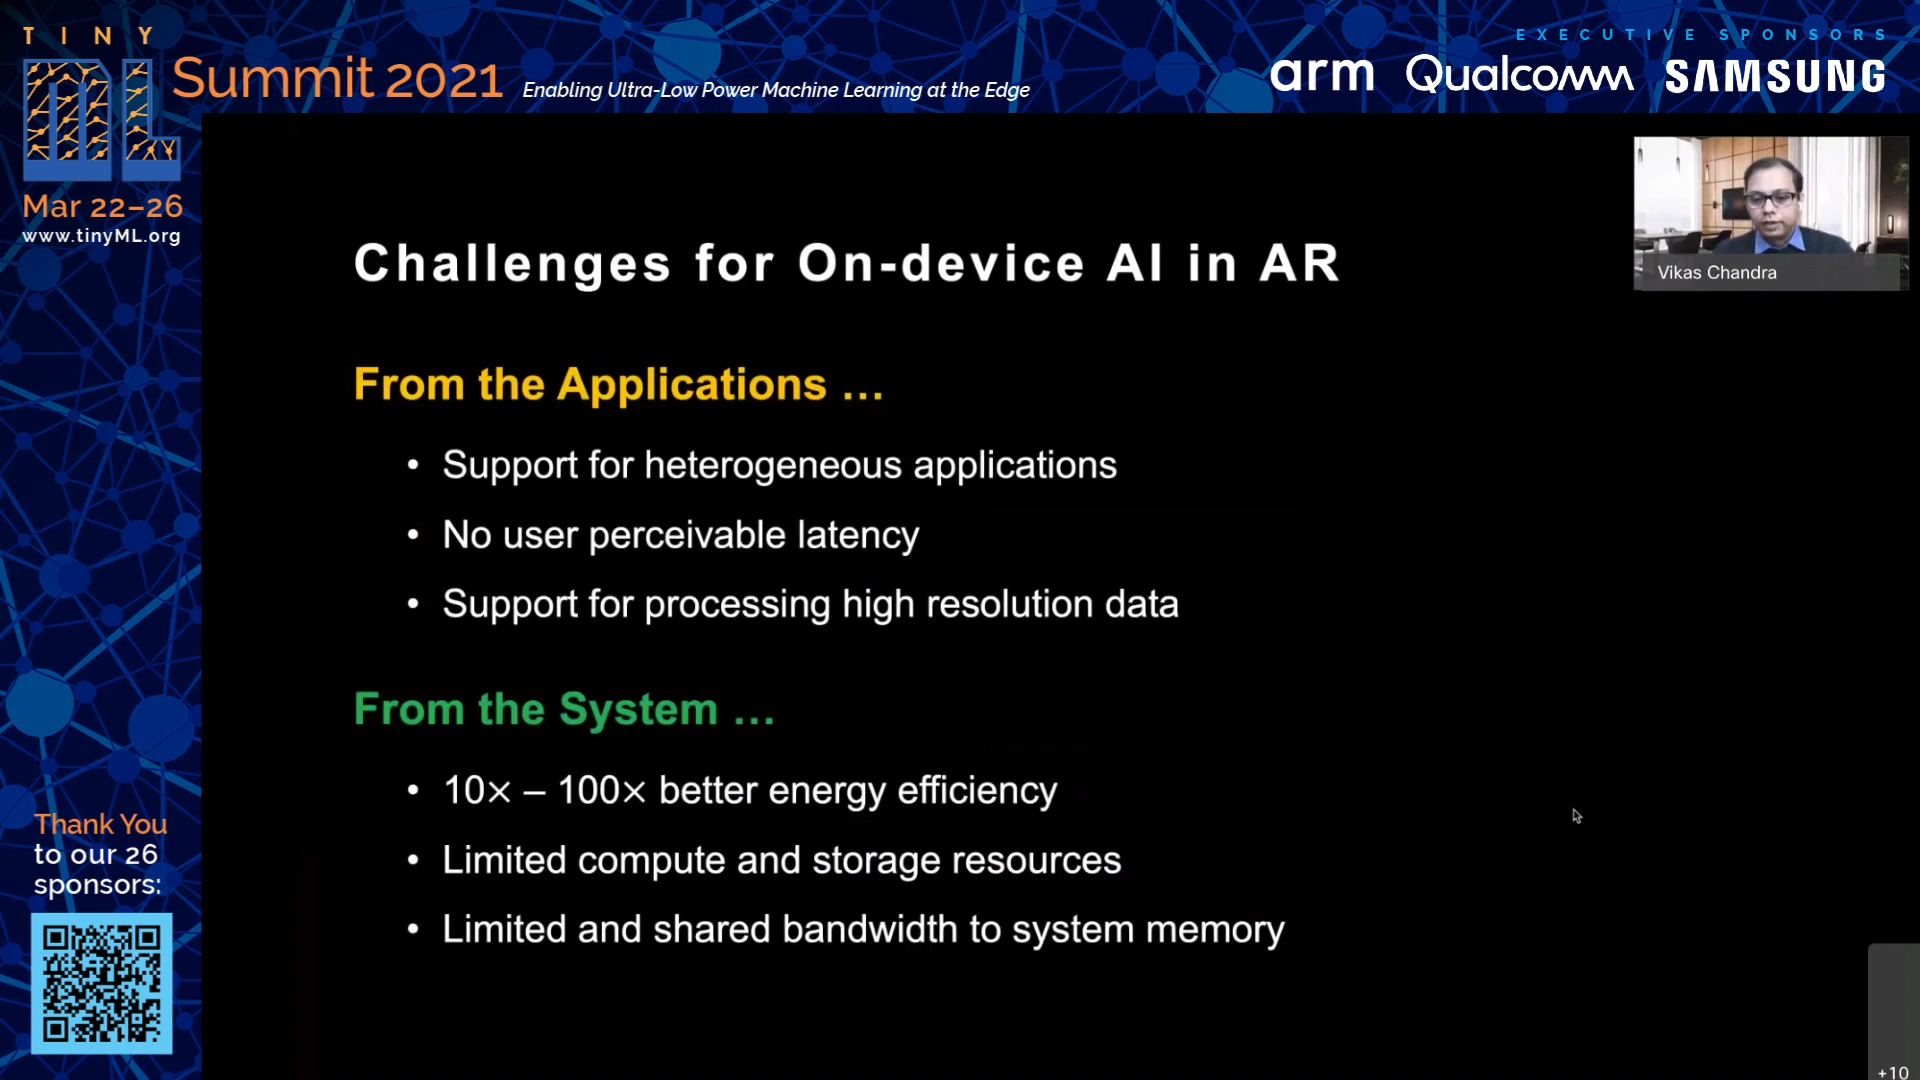 TINY
ML Summit 2021 Enabling Ultra-Low Power Machine Learning at the Edge
EXECUTIVE SPONSORS
arm Qualcomm SAMSUNG
Mar 22–26
www.tinyML.org
Vikas Chandra
Challenges for On-device AI in AR
From the Applications ...
• Support for heterogeneous applications
• No user perceivable latency
• Support for processing high resolution data
From the System ...
• 10× – 100× better energy efficiency
• Limited compute and storage resources
• Limited and shared bandwidth to system memory
Thank You
to our 26
sponsors:
+10